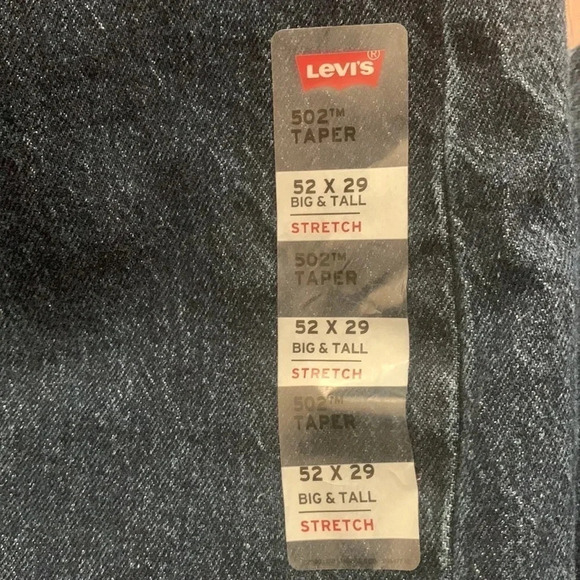 LEVI'S®
502™
TAPER
52 X 29
BIG & TALL
STRETCH
502™
TAPER
52 X 29
BIG & TALL
STRETCH
502™
TAPER
52 X 29
BIG & TALL
STRETCH